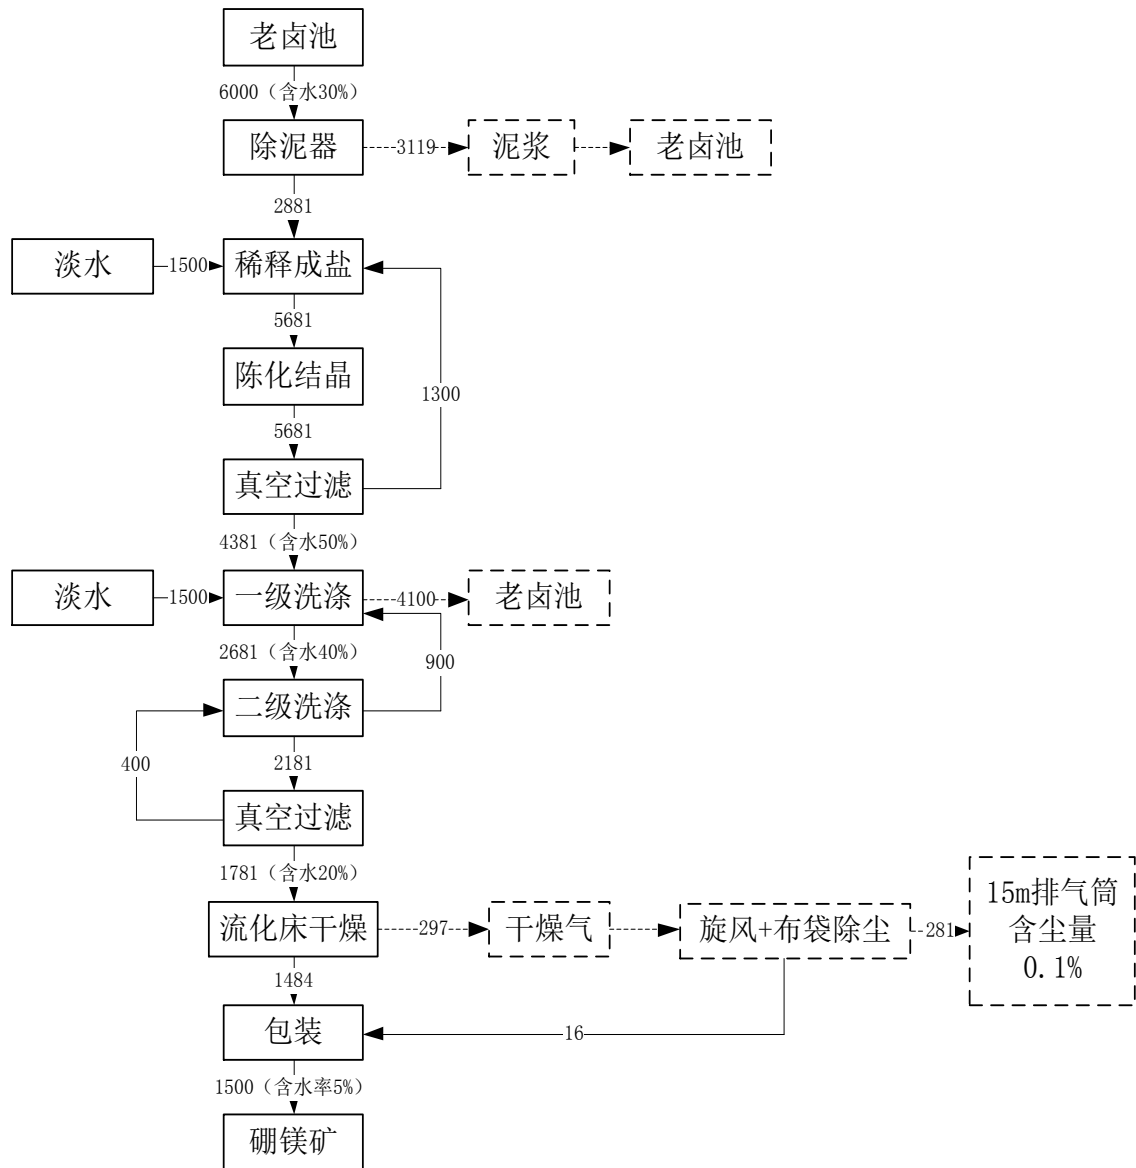 老卤池
6000（含水30%）
除泥器
3119
泥浆
老卤池
2881
淡水
1500
稀释成盐
5681
陈化结晶
1300
5681
真空过滤
4381（含水50%）
淡水
1500
一级洗涤
4100
老卤池
2681（含水40%）
900
二级洗涤
400
2181
真空过滤
1781（含水20%）
流化床干燥
297
干燥气
旋风+布袋除尘
281
15m排气筒
含尘量
0.1%
1484
包装
16
1500（含水率5%）
硼镁矿